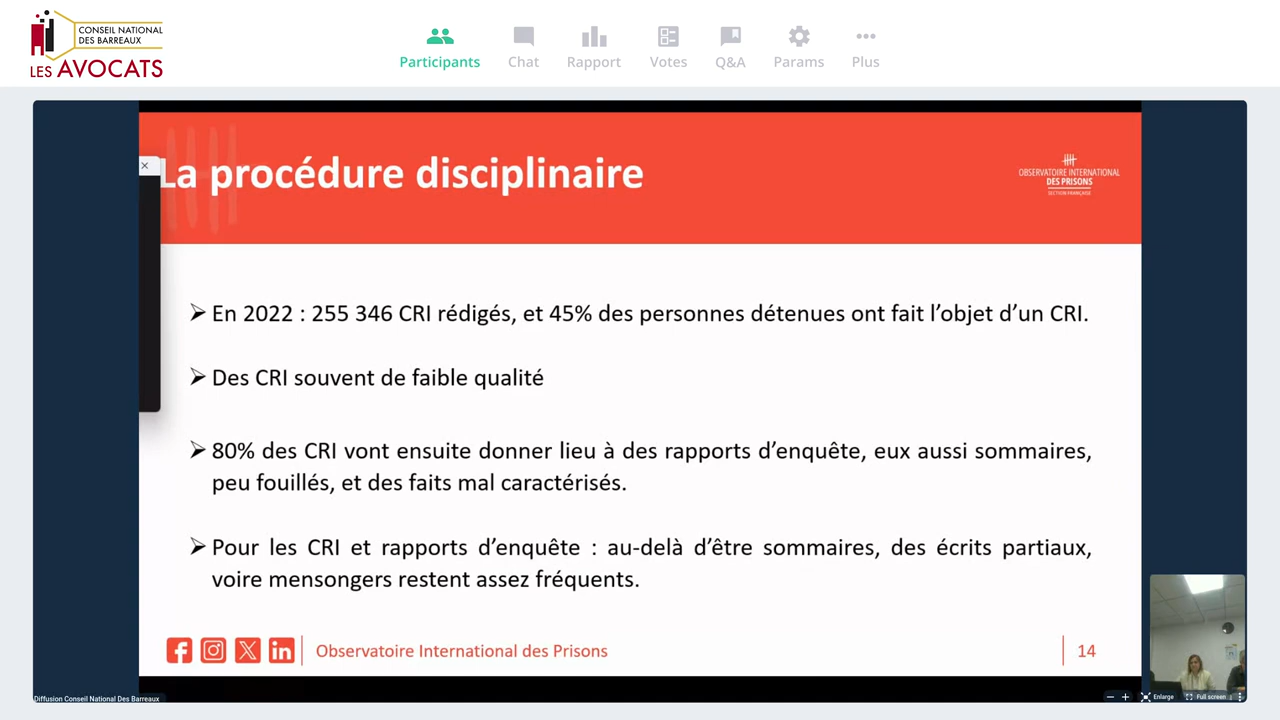 CONSEIL NATIONAL
DES BARREAUX
LES AVOCATS
Participants
Chat
Rapport
Votes
Q&A
Params
Plus
La procédure disciplinaire
OBSERVATOIRE INTERNATIONAL
DES PRISONS
SECTION FRANÇAISE
➢ En 2022 : 255 346 CRI rédigés, et 45% des personnes détenues ont fait l’objet d’un CRI.
➢ Des CRI souvent de faible qualité
➢ 80% des CRI vont ensuite donner lieu à des rapports d’enquête, eux aussi sommaires,
peu fouillés, et des faits mal caractérisés.
➢ Pour les CRI et rapports d’enquête : au-delà d’être sommaires, des écrits partiaux,
voire mensongers restent assez fréquents.
Observatoire International des Prisons
14
Diffusion Conseil National Des Barreaux
Enlarge
Full screen